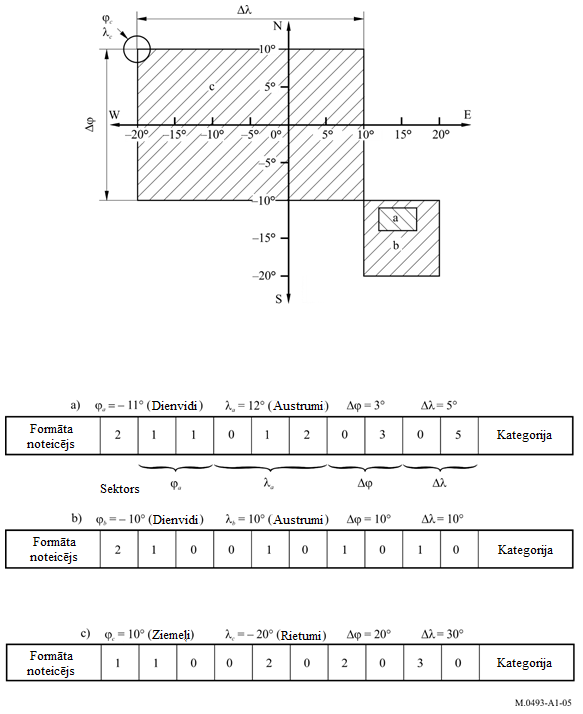 Δλ
N
φc
λc
10°
5°
c
Δφ
W
E
–20° –15° –10° –5° 0° 5° 10° 15° 20°
–5°
–10°
a
–15°
b
–20°
S
a) φa = – 11° (Dienvidi) λa = 12° (Austrumi) Δφ = 3° Δλ = 5°
Formāta noteicējs 2 1 1 0 1 2 0 3 0 5 Kategorija
Sektors φa λa Δφ Δλ
b) φb = – 10° (Dienvidi) λb = 10° (Austrumi) Δφ = 10° Δλ = 10°
Formāta noteicējs 2 1 0 0 1 0 1 0 1 0 Kategorija
c) φc = 10° (Ziemeļi) λc = – 20° (Rietumi) Δφ = 20° Δλ = 30°
Formāta noteicējs 1 1 0 0 2 0 2 0 3 0 Kategorija
M.0493-A1-05